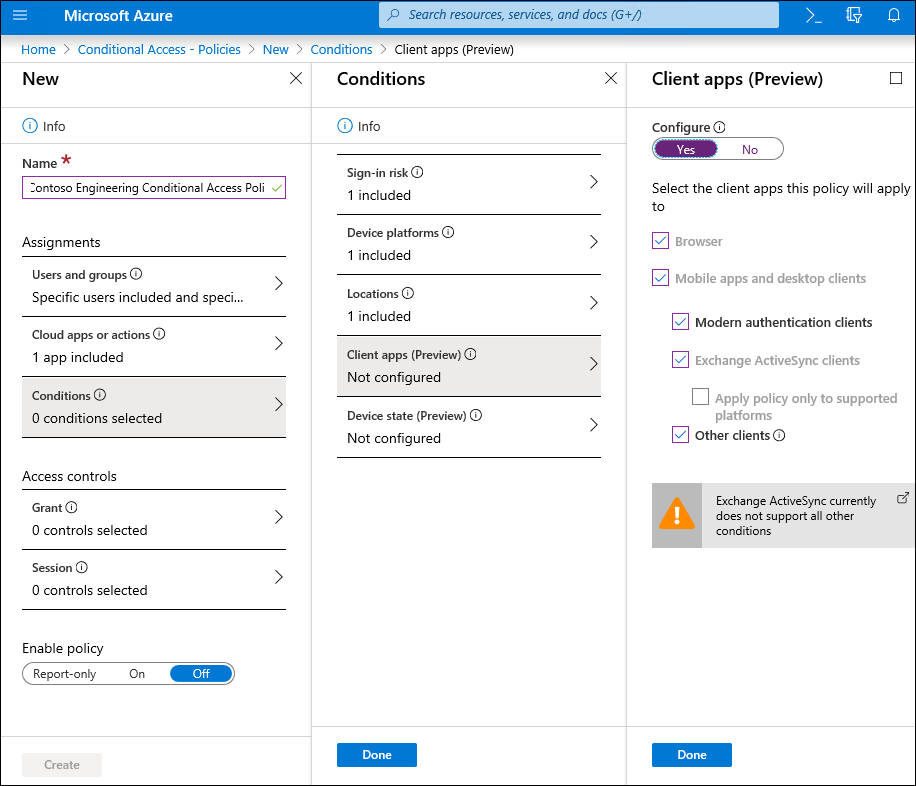 Microsoft Azure
Search resources, services, and docs (G+/)
Home > Conditional Access - Policies > New > Conditions > Client apps (Preview)
New
Info
Name *
Contoso Engineering Conditional Access Poli
Assignments
Users and groups
Specific users included and speci...
Cloud apps or actions
1 app included
Conditions
0 conditions selected
Access controls
Grant
0 controls selected
Session
0 controls selected
Enable policy
Report-only On Off
Create
Conditions
Info
Sign-in risk
1 included
Device platforms
1 included
Locations
1 included
Client apps (Preview)
Not configured
Device state (Preview)
Not configured
Done
Client apps (Preview)
Configure
Yes No
Select the client apps this policy will apply
to
Browser
Mobile apps and desktop clients
Modern authentication clients
Exchange ActiveSync clients
Apply policy only to supported
platforms
Other clients
Exchange ActiveSync currently
does not support all other
conditions
Done